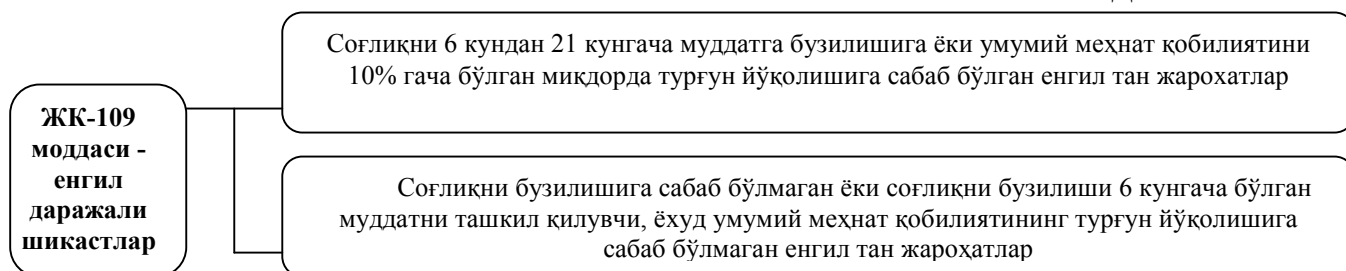 Соғлиқни 6 кундан 21 кунгача муддатга бузилишига ёки умумий меҳнат қобилиятини
10% гача бўлган миқдорда турғун йўқолишига сабаб бўлган енгил тан жарохатлар
ЖК-109
моддаси -
енгил
даражали
шикастлар
Соғлиқни бузилишига сабаб бўлмаган ёки соғлиқни бузилиши 6 кунгача бўлган
муддатни ташкил қилувчи, ёхуд умумий меҳнат қобилиятининг турғун йўқолишига
сабаб бўлмаган енгил тан жароҳатлар